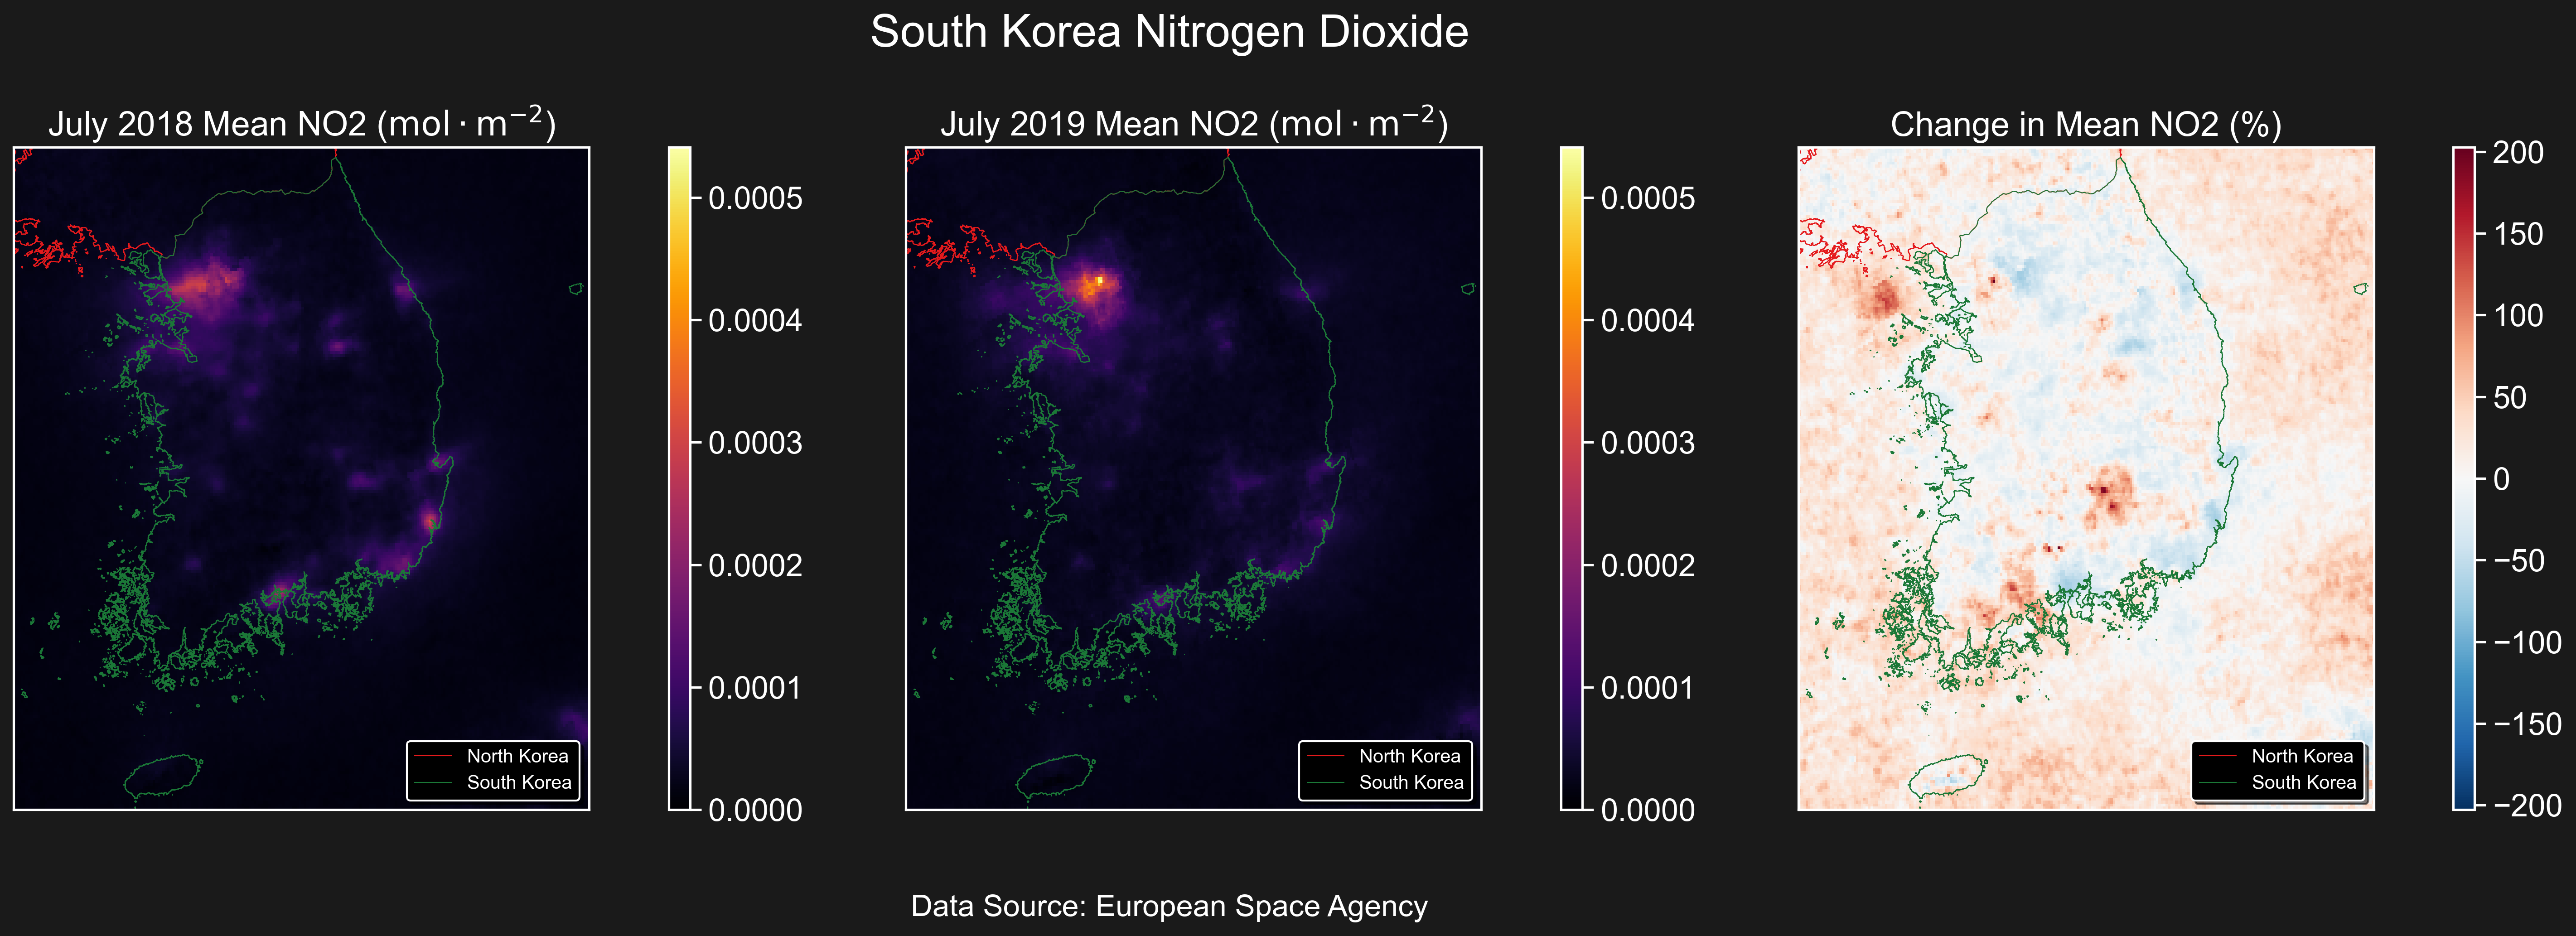 South Korea Nitrogen Dioxide
July 2018 Mean NO2 (mol · m⁻²)
0.0005
0.0004
0.0003
0.0002
0.0001
0.0000
North Korea
South Korea
July 2019 Mean NO2 (mol · m⁻²)
0.0005
0.0004
0.0003
0.0002
0.0001
0.0000
North Korea
South Korea
Change in Mean NO2 (%)
200
150
100
50
0
−50
−100
−150
−200
North Korea
South Korea
Data Source: European Space Agency